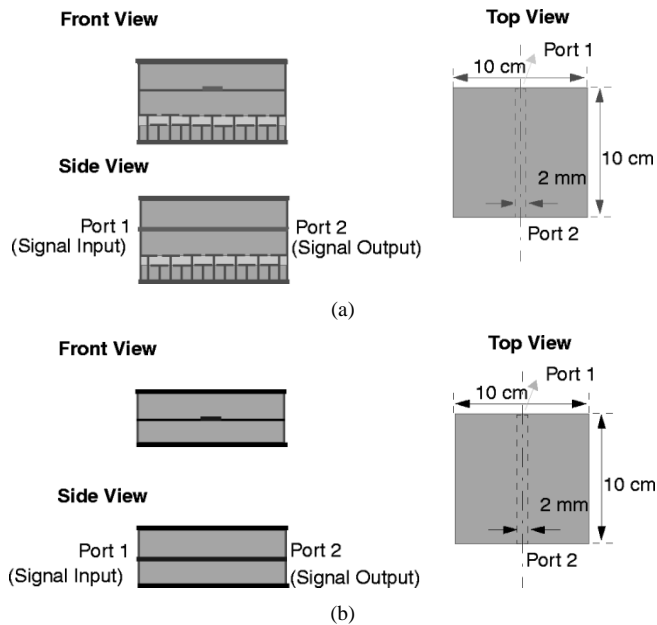 Front View
Top View
Port 1
10 cm
10 cm
2 mm
Port 2
Side View
Port 1
(Signal Input)
Port 2
(Signal Output)
(a)
Front View
Top View
Port 1
10 cm
10 cm
2 mm
Port 2
Side View
Port 1
(Signal Input)
Port 2
(Signal Output)
(b)